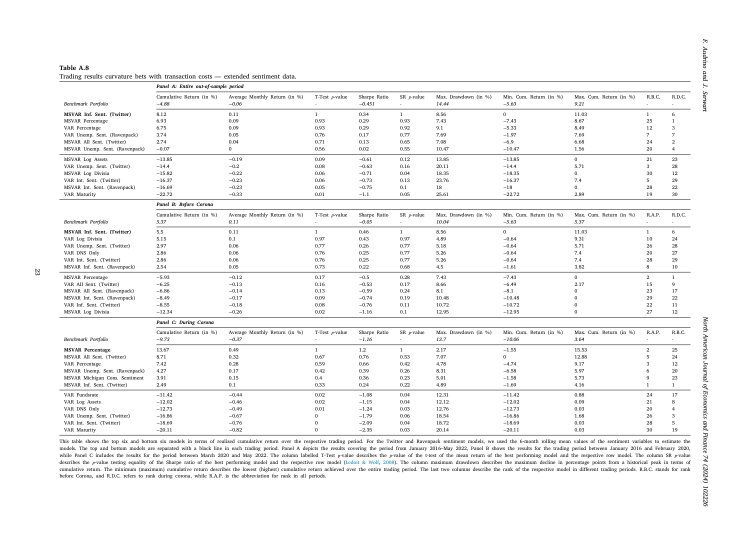 F. Audrino and J. Serwart
North American Journal of Economics and Finance 74 (2024) 102226
23
Table A.8
Trading results curvature bets with transaction costs — extended sentiment data.
Panel A: Entire out-of-sample period
Cumulative Return (in %) Average Monthly Return (in %) T-Test p-value Sharpe Ratio SR p-value Max. Drawdown (in %) Min. Cum. Return (in %) Max. Cum. Return (in %) R.B.C. R.D.C.
Benchmark Portfolio −4.88 −0.06 - −0.451 - 14.44 −5.63 9.21 - -
MSVAR Inf. Sent. (Twitter) 8.12 0.11 1 0.34 1 8.56 0 11.03 1 6
MSVAR Percentage 6.93 0.09 0.93 0.29 0.93 7.43 −7.43 8.67 25 1
VAR Percentage 6.75 0.09 0.93 0.29 0.92 9.1 −5.33 8.49 12 3
VAR Unemp. Sent. (Ravenpack) 3.74 0.05 0.76 0.17 0.77 7.69 −1.97 7.69 7 7
MSVAR All Sent. (Twitter) 2.74 0.04 0.71 0.13 0.65 7.08 −6.9 6.68 24 2
MSVAR Unemp. Sent. (Ravenpack) −0.07 0 0.56 0.02 0.55 10.47 −10.47 1.56 20 4
MSVAR Log Assets −13.85 −0.19 0.09 −0.61 0.12 13.85 −13.85 0 21 23
VAR Unemp. Sent. (Twitter) −14.4 −0.2 0.08 −0.63 0.16 20.11 −14.4 5.71 3 28
MSVAR Log Divisia −15.82 −0.22 0.06 −0.71 0.04 18.35 −18.35 0 30 12
VAR Int. Sent. (Twitter) −16.37 −0.23 0.06 −0.73 0.13 23.76 −16.37 7.4 5 29
MSVAR Int. Sent. (Ravenpack) −16.69 −0.23 0.05 −0.75 0.1 18 −18 0 28 22
VAR Maturity −22.72 −0.33 0.01 −1.1 0.05 25.61 −22.72 2.89 19 30
Panel B: Before Corona
Cumulative Return (in %) Average Monthly Return (in %) T-Test p-value Sharpe Ratio SR p-value Max. Drawdown (in %) Min. Cum. Return (in %) Max. Cum. Return (in %) R.A.P. R.D.C.
Benchmark Portfolio 5.37 0.11 - −0.05 - 10.04 −5.63 5.37 - -
MSVAR Inf. Sent. (Twitter) 5.5 0.11 1 0.46 1 8.56 0 11.03 1 6
VAR Log Divisia 5.15 0.1 0.97 0.43 0.97 4.89 −0.64 9.31 10 24
VAR Unemp. Sent. (Twitter) 2.97 0.06 0.77 0.26 0.77 5.18 −0.64 5.71 26 28
VAR DNS Only 2.86 0.06 0.76 0.25 0.77 5.26 −0.64 7.4 20 27
VAR Int. Sent. (Twitter) 2.86 0.06 0.76 0.25 0.77 5.26 −0.64 7.4 28 29
MSVAR Inf. Sent. (Ravenpack) 2.54 0.05 0.73 0.22 0.68 4.5 −1.61 3.82 8 10
MSVAR Percentage −5.93 −0.12 0.17 −0.5 0.28 7.43 −7.43 0 2 1
VAR All Sent. (Twitter) −6.25 −0.13 0.16 −0.53 0.17 8.66 −6.49 2.17 15 9
MSVAR All Sent. (Ravenpack) −6.86 −0.14 0.13 −0.59 0.24 8.1 −8.1 0 23 17
MSVAR Int. Sent. (Twitter) −8.49 −0.17 0.09 −0.74 0.19 10.48 −10.48 0 29 22
VAR Inf. Sent. (Twitter) −8.55 −0.18 0.08 −0.76 0.11 10.72 −10.72 0 22 11
MSVAR Log Divisia −12.34 −0.26 0.02 −1.16 0.1 12.95 −12.95 0 27 12
Panel C: During Corona
Cumulative Return (in %) Average Monthly Return (in %) T-Test p-value Sharpe Ratio SR p-value Max. Drawdown (in %) Min. Cum. Return (in %) Max. Cum. Return (in %) R.A.P. R.B.C.
Benchmark Portfolio −9.73 −0.37 - −1.16 - 13.7 −10.06 3.64 - -
MSVAR Percentage 13.67 0.49 1 1.2 1 2.17 −1.55 15.53 2 25
MSVAR All Sent. (Twitter) 8.71 0.32 0.67 0.76 0.53 7.07 0 12.88 5 24
VAR Percentage 7.42 0.28 0.59 0.66 0.42 4.78 −4.74 9.37 3 12
MSVAR Unemp. Sent. (Ravenpack) 4.27 0.17 0.42 0.39 0.26 8.31 −6.58 5.97 6 20
MSVAR Michigan Cons. Sentiment 3.91 0.15 0.4 0.36 0.23 5.01 −1.58 5.73 9 23
MSVAR Inf. Sent. (Twitter) 2.49 0.1 0.33 0.24 0.22 4.89 −1.69 4.16 1 1
VAR Fundsrate −11.42 −0.44 0.02 −1.08 0.04 12.31 −11.42 0.88 24 17
VAR Log Assets −12.02 −0.46 0.02 −1.15 0.04 12.12 −12.02 0.09 21 8
VAR DNS Only −12.73 −0.49 0.01 −1.24 0.03 12.76 −12.73 0.03 20 4
VAR Unemp. Sent. (Twitter) −16.86 −0.67 0 −1.79 0.06 18.54 −16.86 1.68 26 3
VAR Int. Sent. (Twitter) −18.69 −0.76 0 −2.09 0.04 18.72 −18.69 0.03 28 5
VAR Maturity −20.11 −0.82 0 −2.35 0.03 20.14 −20.11 0.03 30 19
This table shows the top six and bottom six models in terms of realized cumulative return over the respective trading period. For the Twitter and Ravenpack sentiment models, we used the 6-month rolling mean values of the sentiment variables to estimate the
models. The top and bottom models are separated with a black line in each trading period. Panel A depicts the results covering the period from January 2016–May 2022, Panel B shows the results for the trading period between January 2016 and February 2020,
while Panel C includes the results for the period between March 2020 and May 2022. The column labelled T-Test p-value describes the p-value of the t-test of the mean return of the best performing model and the respective row model. The column SR p-value
describes the p-value testing equality of the Sharpe ratio of the best performing model and the respective row model (Ledoit & Wolf, 2008). The column maximum drawdown describes the maximum decline in percentage points from a historical peak in terms of
cumulative return. The minimum (maximum) cumulative return describes the lowest (highest) cumulative return achieved over the entire trading period. The last two columns describe the rank of the respective model in different trading periods. R.B.C. stands for rank
before Corona, and R.D.C. refers to rank during corona, while R.A.P. is the abbreviation for rank in all periods.